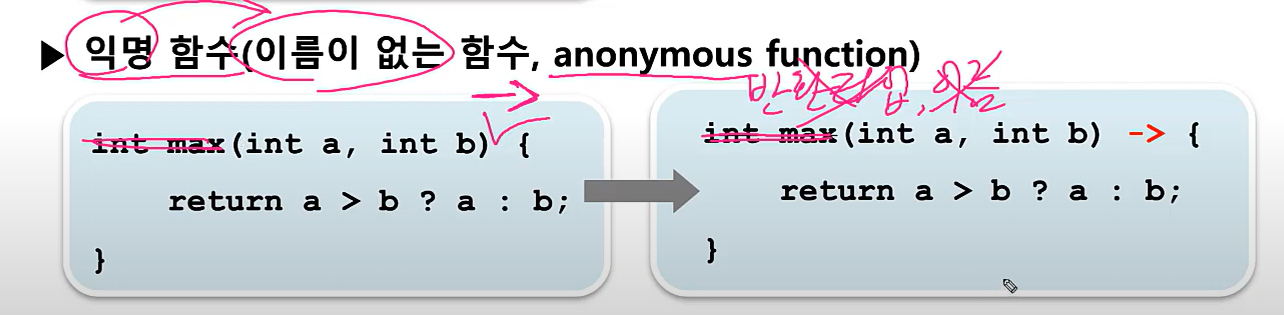 ▶ 익명 함수(이름이 없는 함수, anonymous function)
반환타입, 이름
int max(int a, int b) {
return a > b ? a : b;
}
int max(int a, int b) -> {
return a > b ? a : b;
}